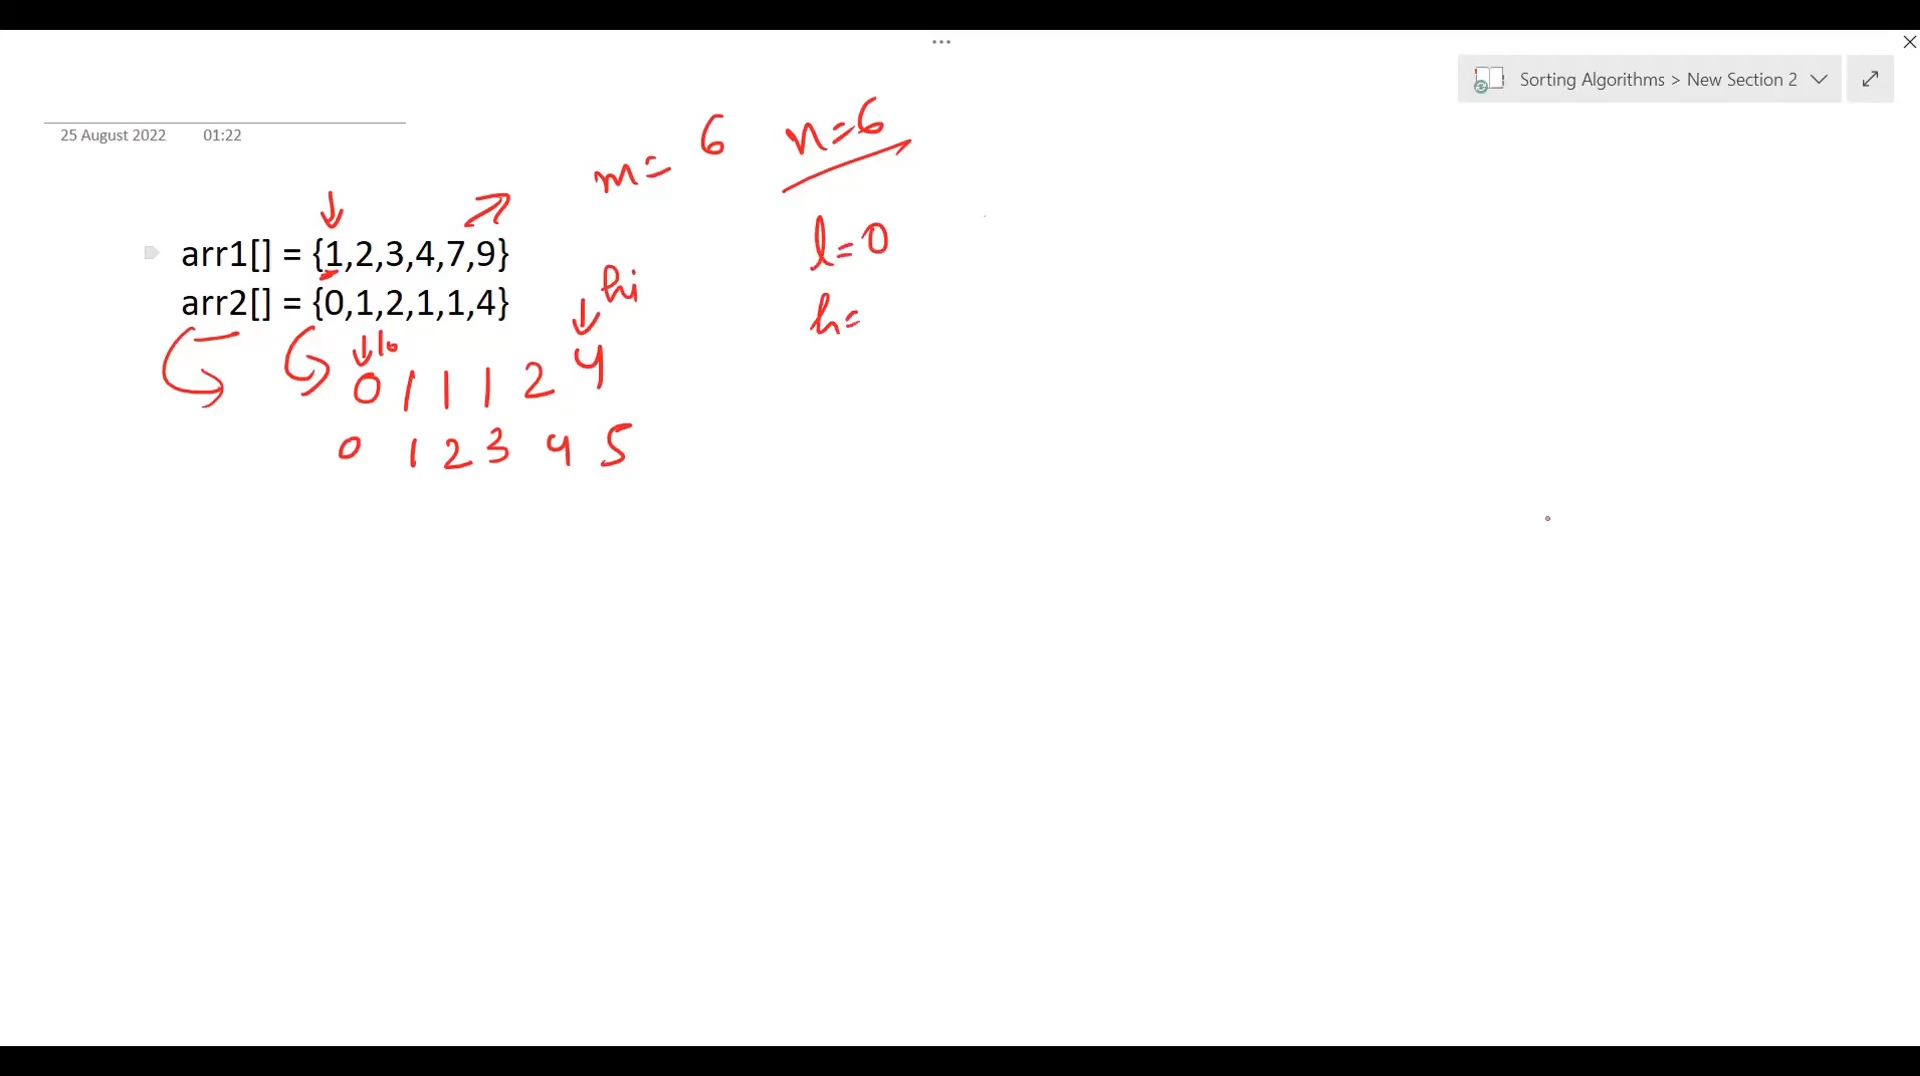 Sorting Algorithms > New Section 2
25 August 2022 01:22
m= 6 n=6
arr1[] = {1,2,3,4,7,9}
l=0
arr2[] = {0,1,2,1,1,4}
hi
h=
lo
0 1 1 1 2 4
0 1 2 3 4 5